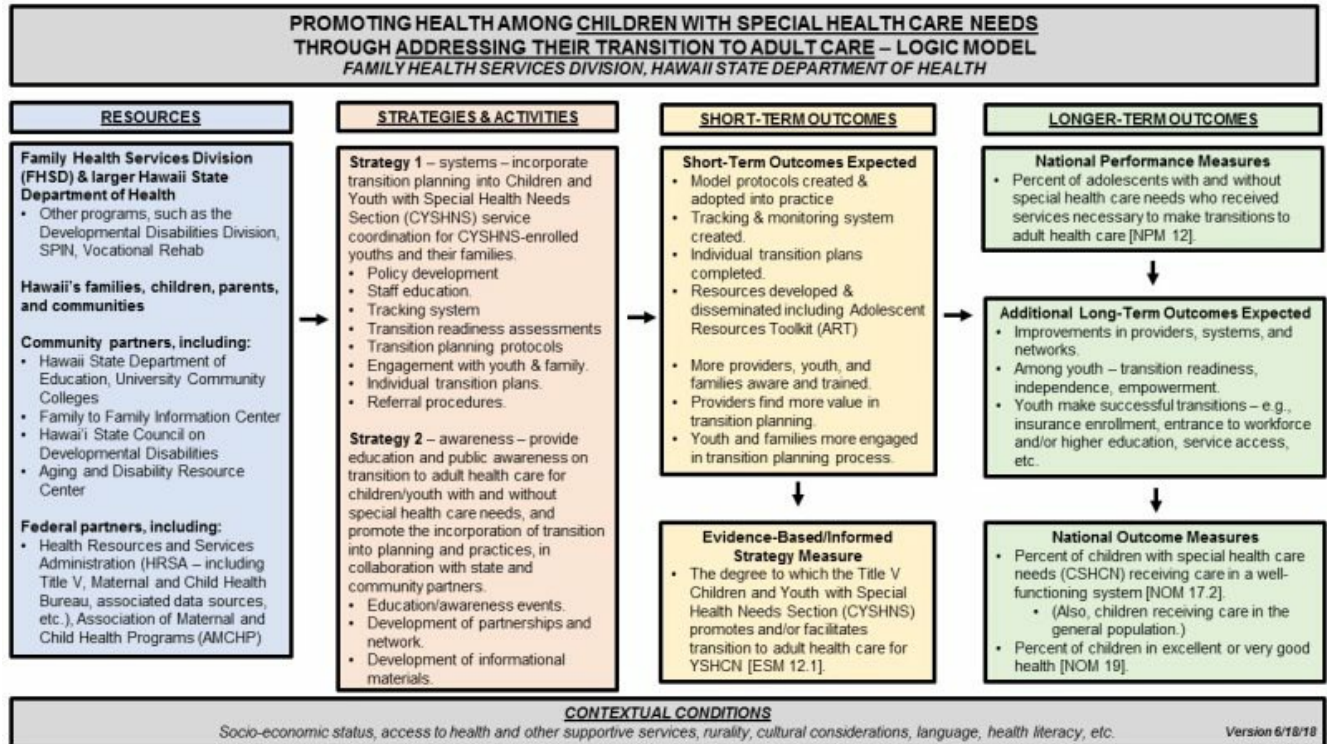 PROMOTING HEALTH AMONG CHILDREN WITH SPECIAL HEALTH CARE NEEDS
THROUGH ADDRESSING THEIR TRANSITION TO ADULT CARE – LOGIC MODEL
FAMILY HEALTH SERVICES DIVISION, HAWAII STATE DEPARTMENT OF HEALTH
RESOURCES
Family Health Services Division
(FHSD) & larger Hawaii State
Department of Health
• Other programs, such as the
Developmental Disabilities Division,
SPIN, Vocational Rehab
Hawaii's families, children, parents,
and communities
Community partners, including:
• Hawaii State Department of
Education, University Community
Colleges
• Family to Family Information Center
• Hawai'i State Council on
Developmental Disabilities
• Aging and Disability Resource
Center
Federal partners, including:
• Health Resources and Services
Administration (HRSA – including
Title V, Maternal and Child Health
Bureau, associated data sources,
etc.), Association of Maternal and
Child Health Programs (AMCHP)
STRATEGIES & ACTIVITIES
Strategy 1 – systems – incorporate
transition planning into Children and
Youth with Special Health Needs
Section (CYSHNS) service
coordination for CYSHNS-enrolled
youths and their families.
• Policy development
• Staff education.
• Tracking system
• Transition readiness assessments
• Transition planning protocols
• Engagement with youth & family.
• Individual transition plans.
• Referral procedures.
Strategy 2 – awareness – provide
education and public awareness on
transition to adult health care for
children/youth with and without
special health care needs, and
promote the incorporation of transition
into planning and practices, in
collaboration with state and
community partners.
• Education/awareness events.
• Development of partnerships and
network.
• Development of informational
materials.
SHORT-TERM OUTCOMES
Short-Term Outcomes Expected
• Model protocols created &
adopted into practice
• Tracking & monitoring system
created.
• Individual transition plans
completed.
• Resources developed &
disseminated including Adolescent
Resources Toolkit (ART)
• More providers, youth, and
families aware and trained.
• Providers find more value in
transition planning.
• Youth and families more engaged
in transition planning process.
Evidence-Based/Informed
Strategy Measure
• The degree to which the Title V
Children and Youth with Special
Health Needs Section (CYSHNS)
promotes and/or facilitates
transition to adult health care for
YSHCN [ESM 12.1].
LONGER-TERM OUTCOMES
National Performance Measures
• Percent of adolescents with and without
special health care needs who received
services necessary to make transitions to
adult health care [NPM 12].
Additional Long-Term Outcomes Expected
• Improvements in providers, systems, and
networks.
• Among youth – transition readiness,
independence, empowerment.
• Youth make successful transitions – e.g.,
insurance enrollment, entrance to workforce
and/or higher education, service access,
etc.
National Outcome Measures
• Percent of children with special health care
needs (CSHCN) receiving care in a well-
functioning system [NOM 17.2].
• (Also, children receiving care in the
general population.)
• Percent of children in excellent or very good
health [NOM 19].
CONTEXTUAL CONDITIONS
Socio-economic status, access to health and other supportive services, rurality, cultural considerations, language, health literacy, etc.
Version 6/18/18